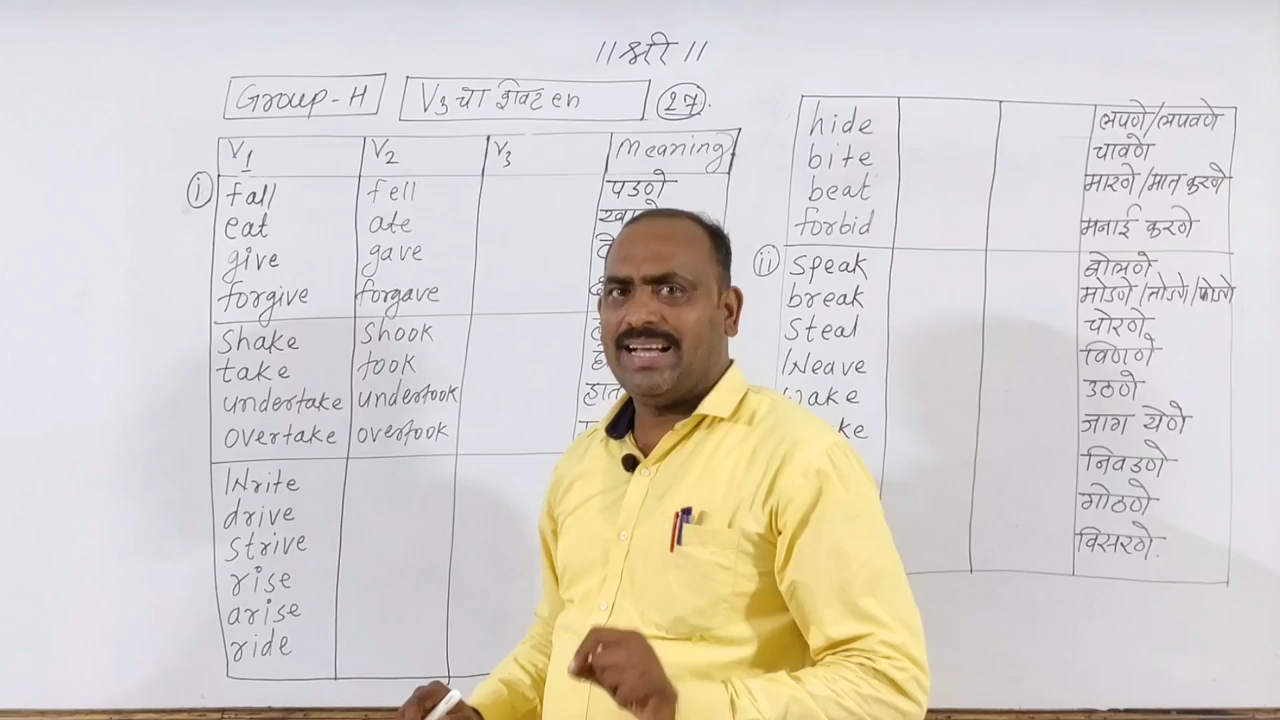 ॥ श्री ॥
Group-H V3 चा शेवट en 27.
V1 V2 V3 Meaning
i fall fell पडणे
eat ate
give gave
forgive forgave
Shake Shook
take took
undertake undertook
overtake overtook
Write
drive
Strive
rise
arise
ride
hide लपणे/लपवणे
bite चावणे
beat मारणे/मात करणे
forbid मनाई करणे
ii Speak बोलणे
break मोडणे/तोडणे/फोडणे
Steal चोरणे
Weave विणणे
उठणे
जाग येणे
निवडणे
गोठणे
विसरणे.